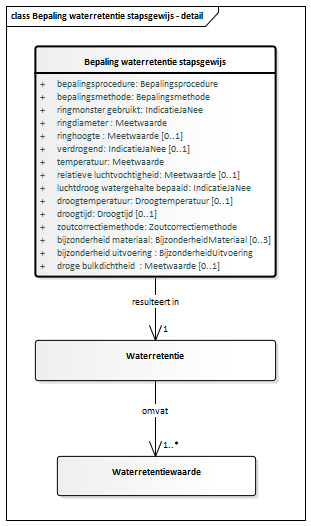 class Bepaling waterretentie stapsgewijs - detail
Bepaling waterretentie stapsgewijs
+ bepalingsprocedure: Bepalingsprocedure
+ bepalingsmethode: Bepalingsmethode
+ ringmonster gebruikt: IndicatieJaNee
+ ringdiameter : Meetwaarde
+ ringhoogte : Meetwaarde [0..1]
+ verdrogend: IndicatieJaNee [0..1]
+ temperatuur: Meetwaarde
+ relatieve luchtvochtigheid: Meetwaarde [0..1]
+ luchtdroog watergehalte bepaald: IndicatieJaNee
+ droogtemperatuur: Droogtemperatuur [0..1]
+ droogtijd: Droogtijd [0..1]
+ zoutcorrectiemethode: Zoutcorrectiemethode
+ bijzonderheid materiaal: BijzonderheidMateriaal [0..3]
+ bijzonderheid uitvoering : BijzonderheidUitvoering
+ droge bulkdichtheid : Meetwaarde [0..1]
resulteert in
1
Waterretentie
omvat
1..*
Waterretentiewaarde